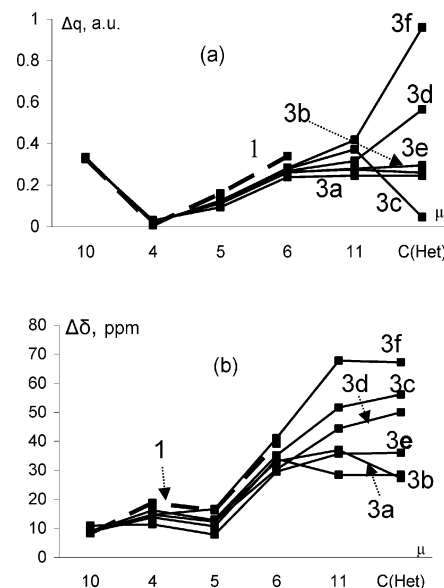 Δq, a.u.
1
0.8
0.6
0.4
0.2
0
(a)
3f
3d
3b
1
3e
3a
3c
μ
10 4 5 6 11 C(Het)
Δδ, ppm
80
70
60
50
40
30
20
10
0
(b)
3f
3d
3c
1
3e
3b
3a
μ
10 4 5 6 11 C(Het)